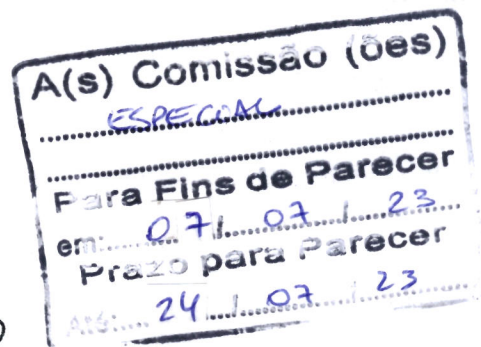 A(s) Comissão (ões)
ESPECIAL
Para Fins de Parecer
em: 07/07/23
Prazo para Parecer
Até: 24/07/23